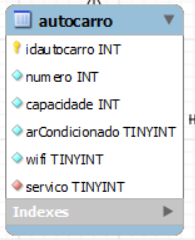 autocarro
idautocarro INT
numero INT
capacidade INT
arCondicionado TINYINT
wifi TINYINT
servico TINYINT
Indexes